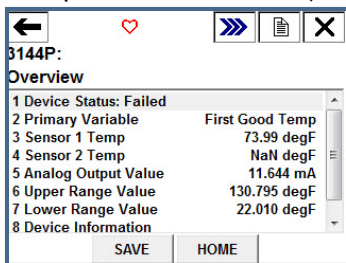 3144P:
Overview
1 Device Status: Failed
2 Primary Variable First Good Temp
3 Sensor 1 Temp 73.99 degF
4 Sensor 2 Temp NaN degF
5 Analog Output Value 11.644 mA
6 Upper Range Value 130.795 degF
7 Lower Range Value 22.010 degF
8 Device Information
SAVE HOME